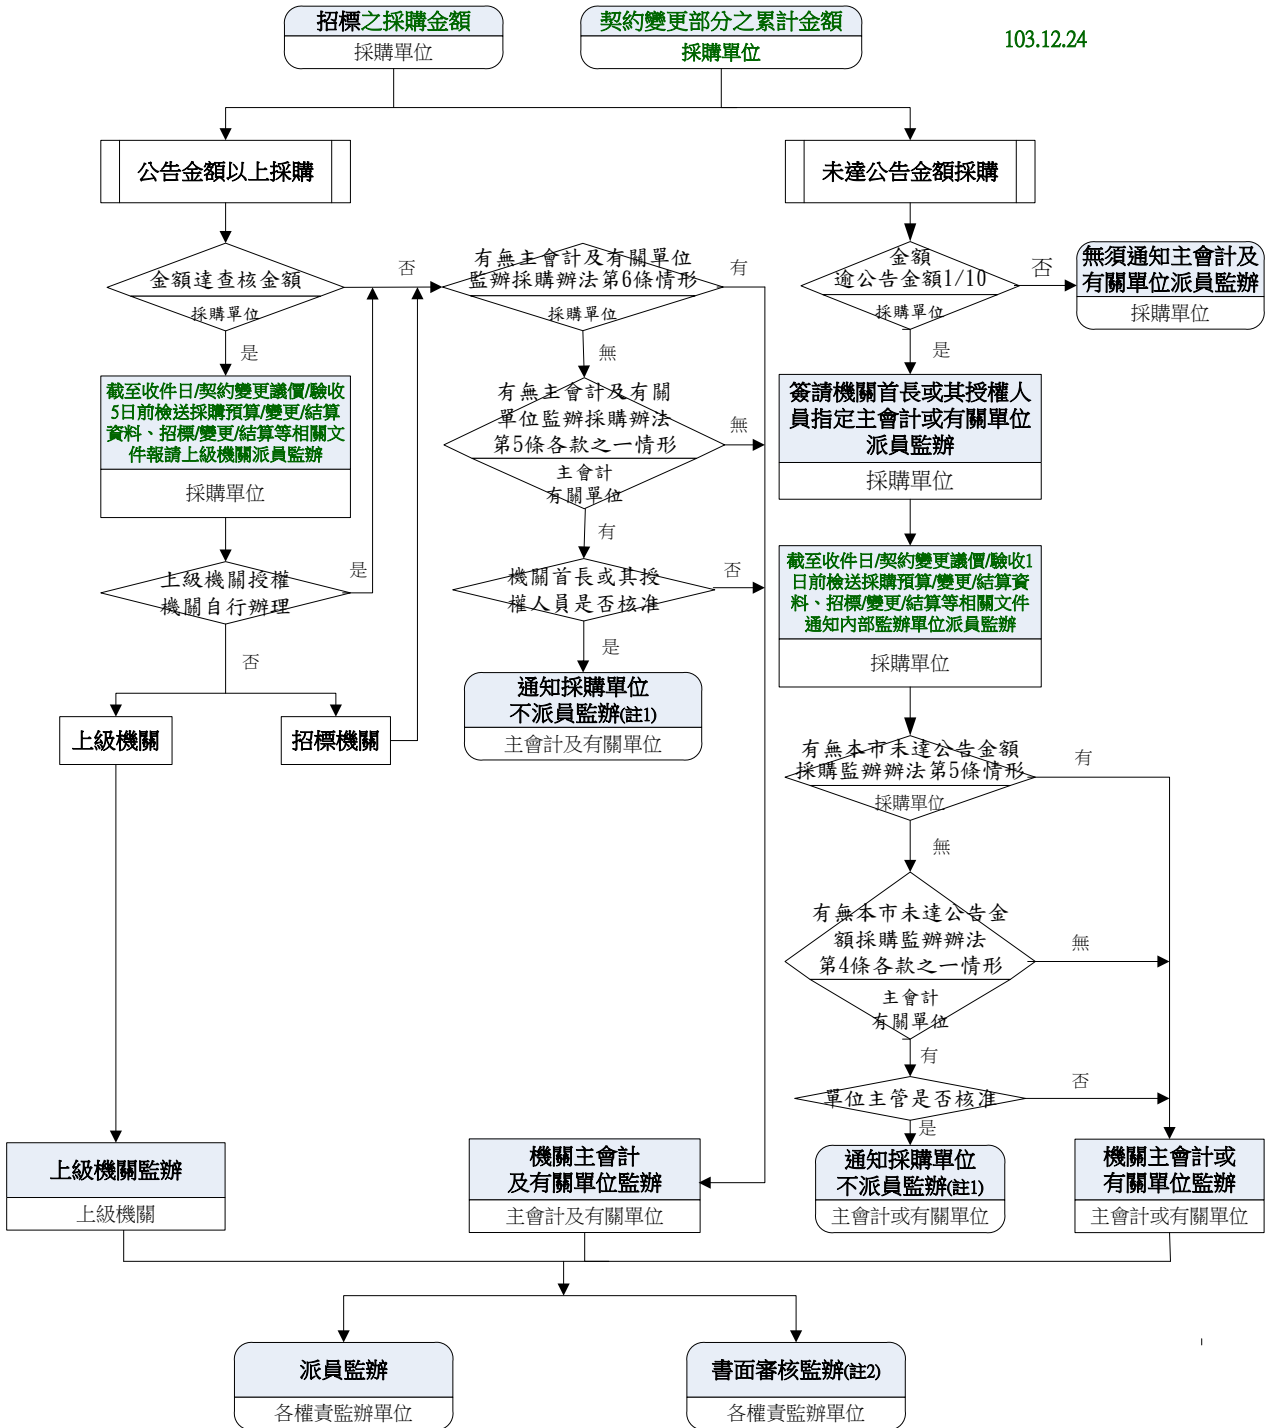 招標之採購金額
採購單位
契約變更部分之累計金額
採購單位
103.12.24
公告金額以上採購
未達公告金額採購
金額達查核金額
採購單位
否
是
有無主會計及有關單位
監辦採購辦法第6條情形
採購單位
有
無
金額
逾公告金額1/10
採購單位
否
是
無須通知主會計及
有關單位派員監辦
採購單位
截至收件日/契約變更議價/驗收
5日前檢送採購預算/變更/結算
資料、招標/變更/結算等相關文
件報請上級機關派員監辦
採購單位
有無主會計及有關
單位監辦採購辦法
第5條各款之一情形
主會計
有關單位
無
有
簽請機關首長或其授權人
員指定主會計或有關單位
派員監辦
採購單位
上級機關授權
機關自行辦理
是
否
機關首長或其授
權人員是否核准
否
是
截至收件日/契約變更議價/驗收1
日前檢送採購預算/變更/結算資
料、招標/變更/結算等相關文件
通知內部監辦單位派員監辦
採購單位
上級機關
招標機關
通知採購單位
不派員監辦(註1)
主會計及有關單位
有無本市未達公告金額
採購監辦辦法第5條情形
採購單位
有
無
有無本市未達公告金
額採購監辦辦法
第4條各款之一情形
主會計
有關單位
無
有
單位主管是否核准
否
是
上級機關監辦
上級機關
機關主會計
及有關單位監辦
主會計及有關單位
通知採購單位
不派員監辦(註1)
主會計或有關單位
機關主會計或
有關單位監辦
主會計或有關單位
派員監辦
各權責監辦單位
書面審核監辦(註2)
各權責監辦單位